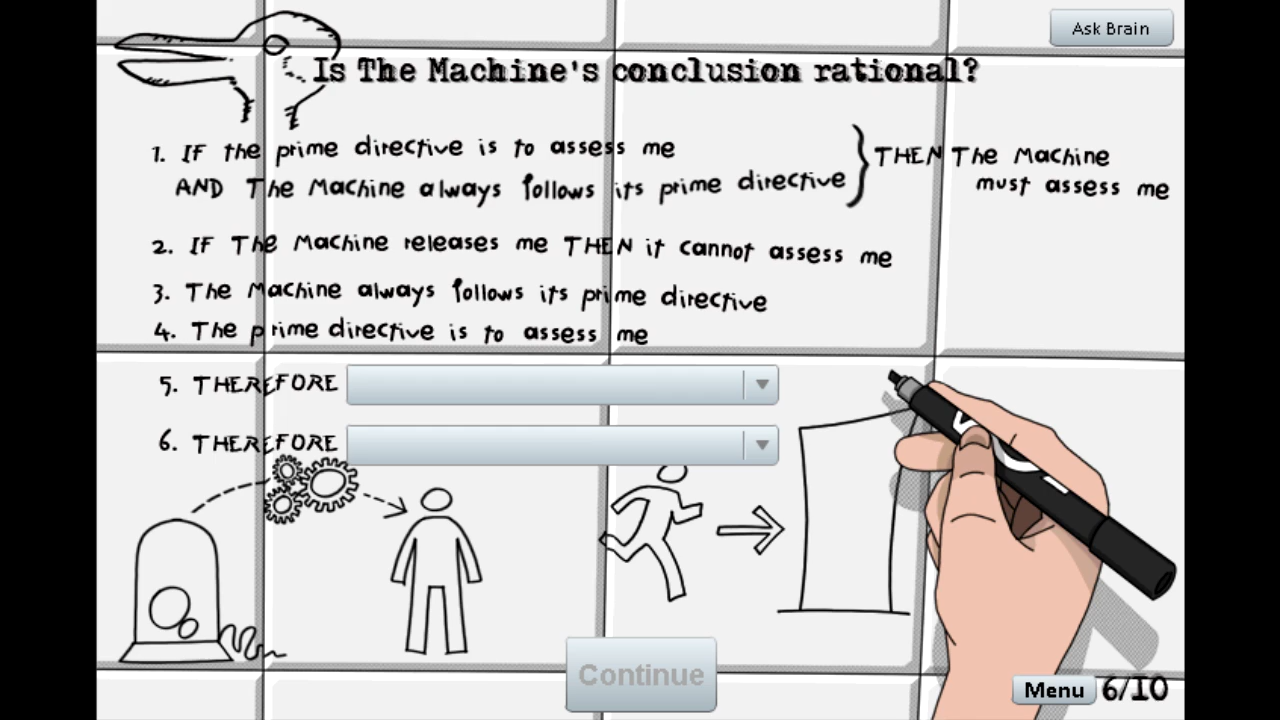 Ask Brain
Is The Machine's conclusion rational?
1. IF the prime directive is to assess me
AND The Machine always follows its prime directive
THEN The Machine
must assess me
2. IF The Machine releases me THEN it cannot assess me
3. The Machine always follows its prime directive
4. The prime directive is to assess me
5. THEREFORE
6. THEREFORE
Continue
Menu 6/10